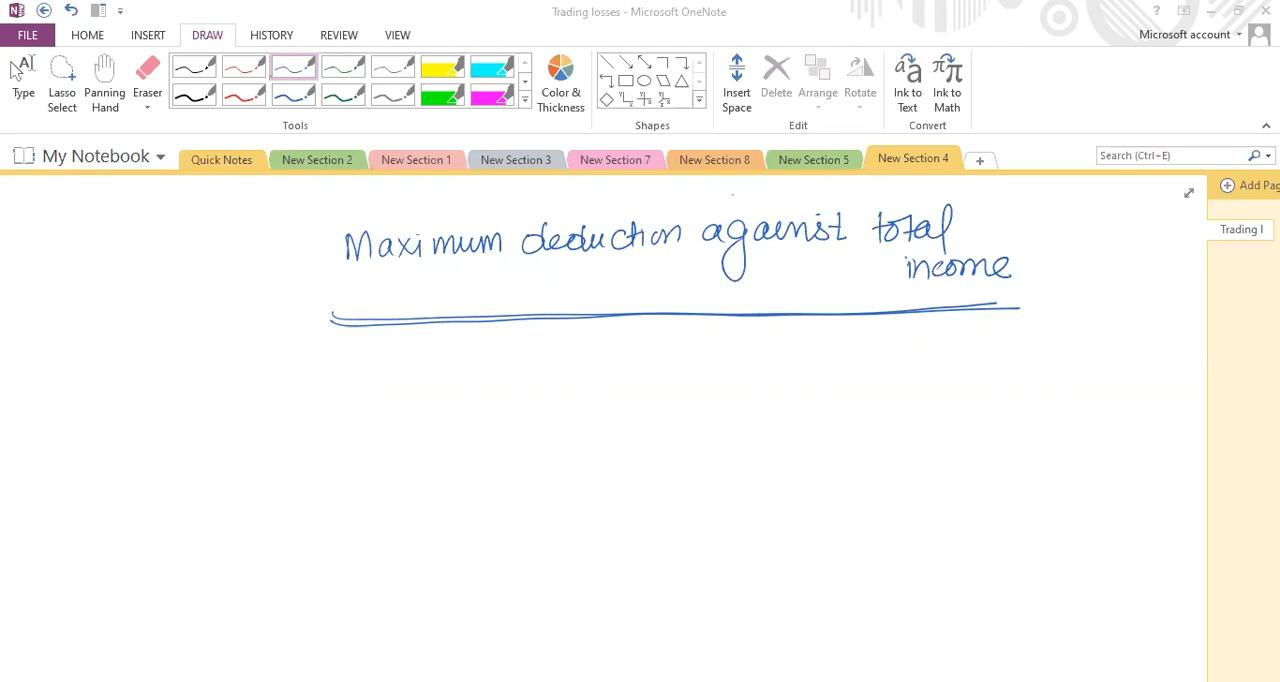 Trading losses - Microsoft OneNote
?
FILE HOME INSERT DRAW HISTORY REVIEW VIEW
Microsoft account
Type
Lasso Select
Panning Hand
Eraser
Color & Thickness
Insert Space
Delete
Arrange
Rotate
Ink to Text
Ink to Math
Tools Shapes Edit Convert
My Notebook Quick Notes New Section 2 New Section 1 New Section 3 New Section 7 New Section 8 New Section 5 New Section 4 Search (Ctrl+E)
Add Pag
Trading l
Maximum deduction against total
income